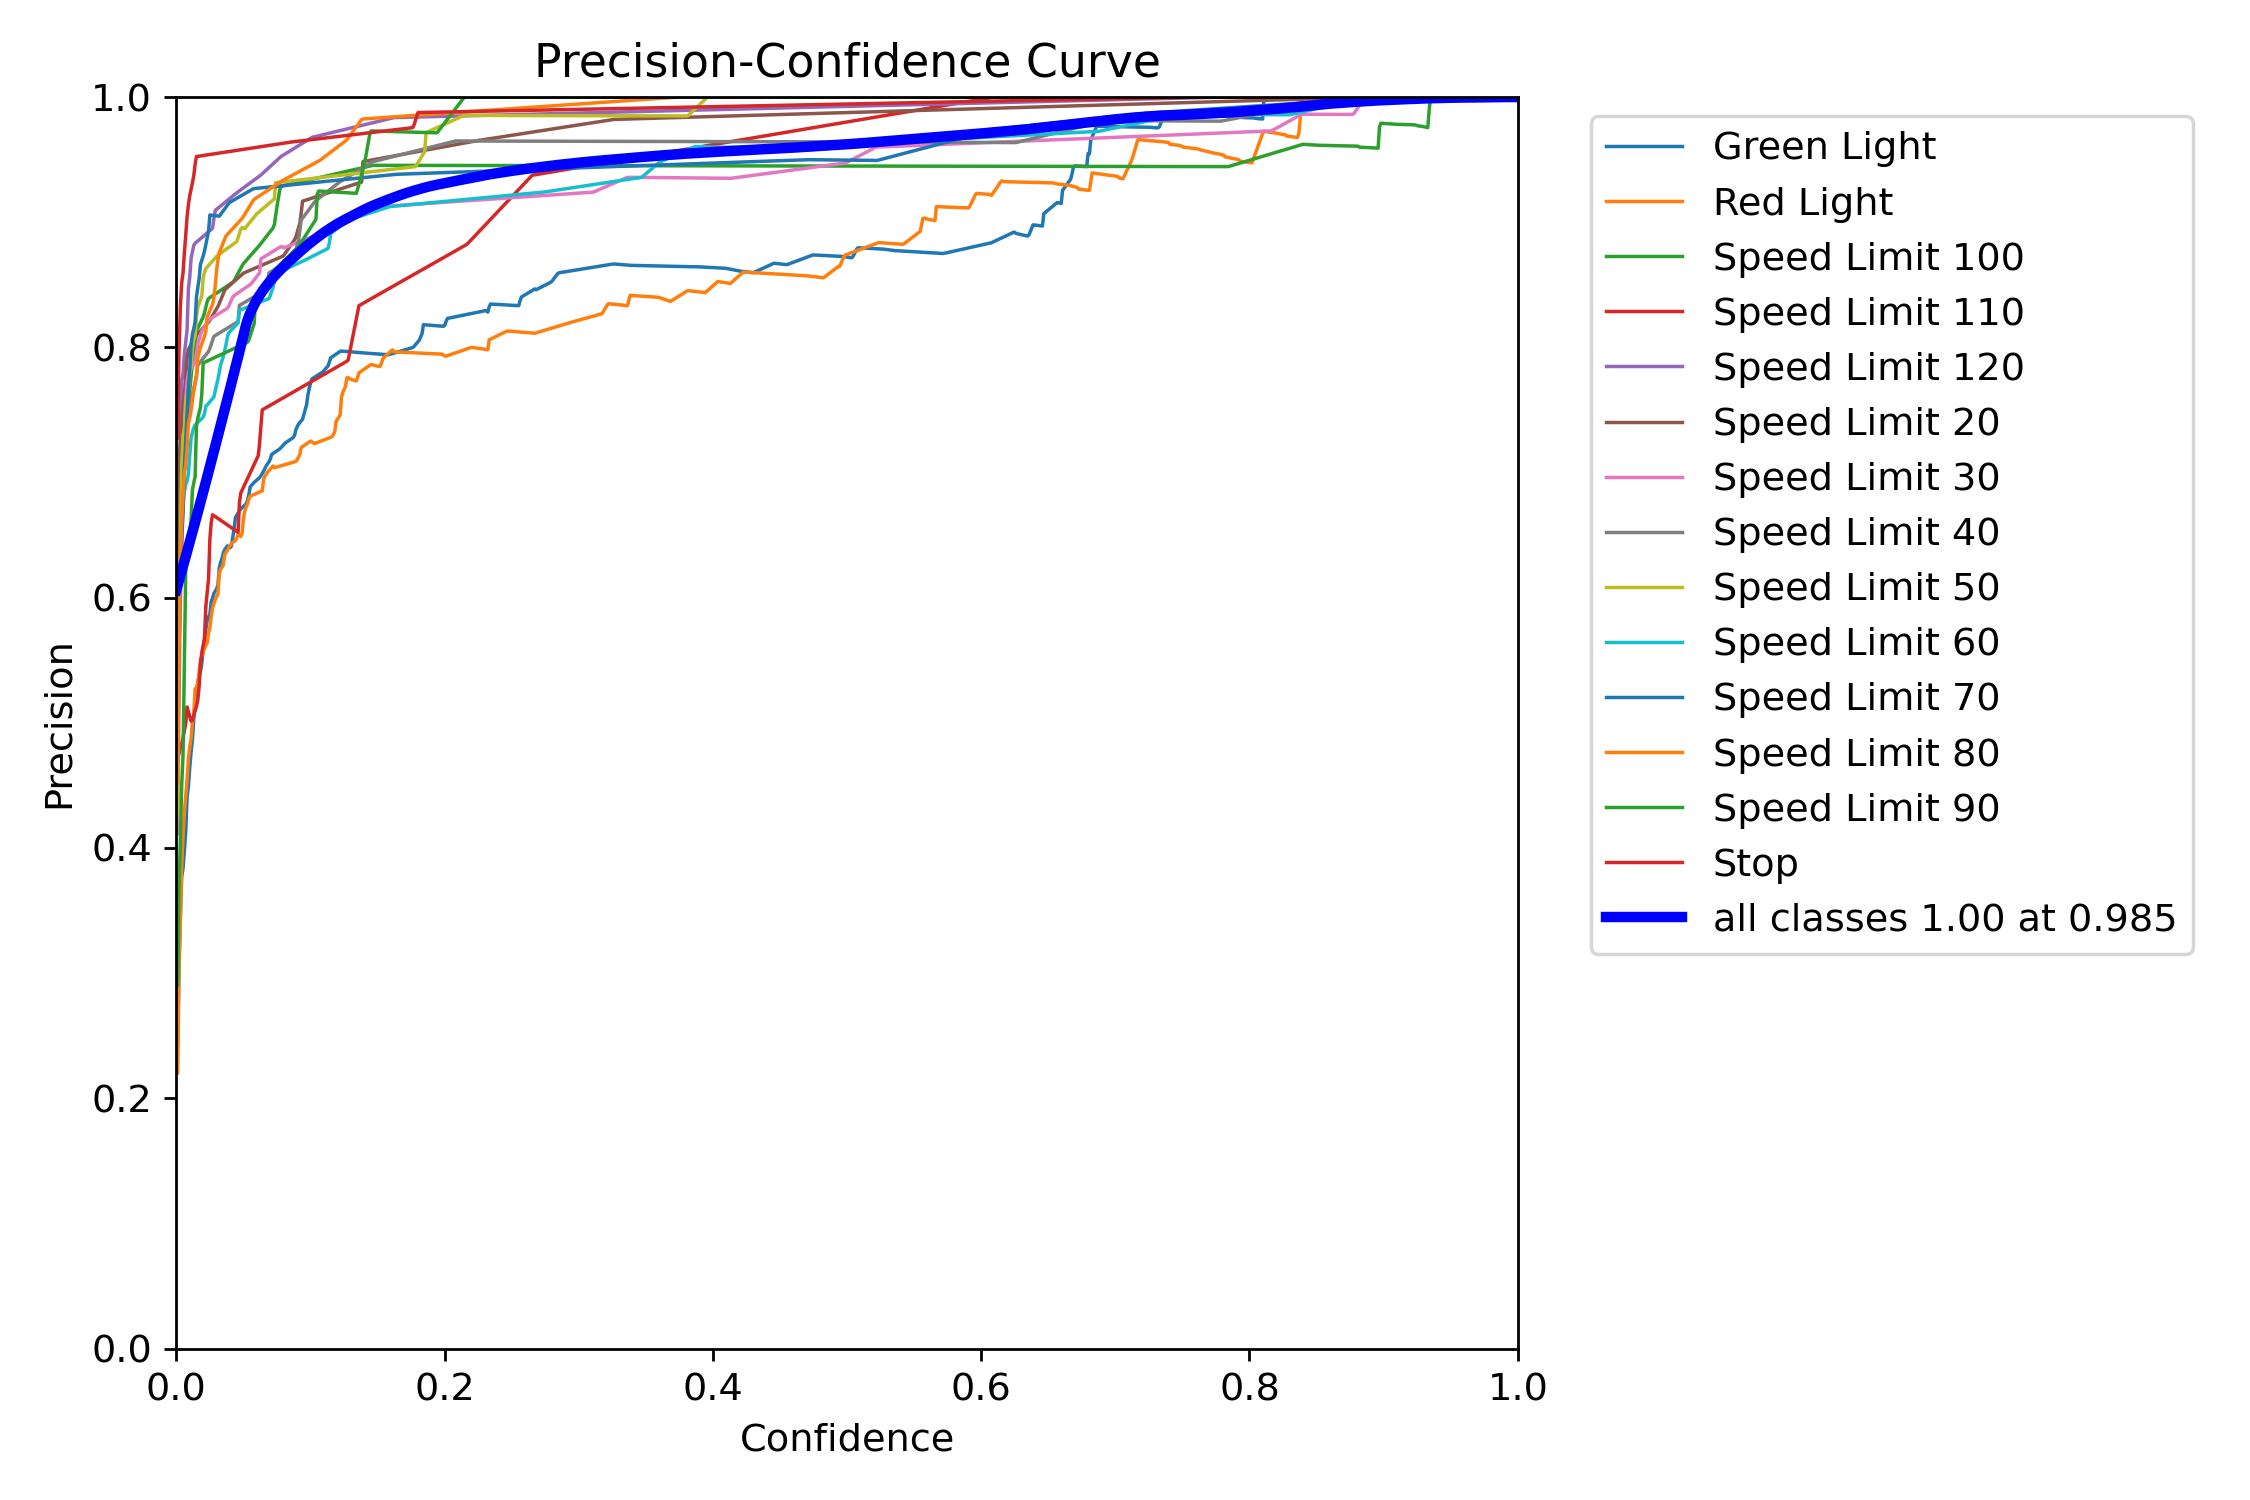 Precision-Confidence Curve
1.0
0.8
0.6
0.4
0.2
0.0
Precision
0.0 0.2 0.4 0.6 0.8 1.0
Confidence
Green Light
Red Light
Speed Limit 100
Speed Limit 110
Speed Limit 120
Speed Limit 20
Speed Limit 30
Speed Limit 40
Speed Limit 50
Speed Limit 60
Speed Limit 70
Speed Limit 80
Speed Limit 90
Stop
all classes 1.00 at 0.985